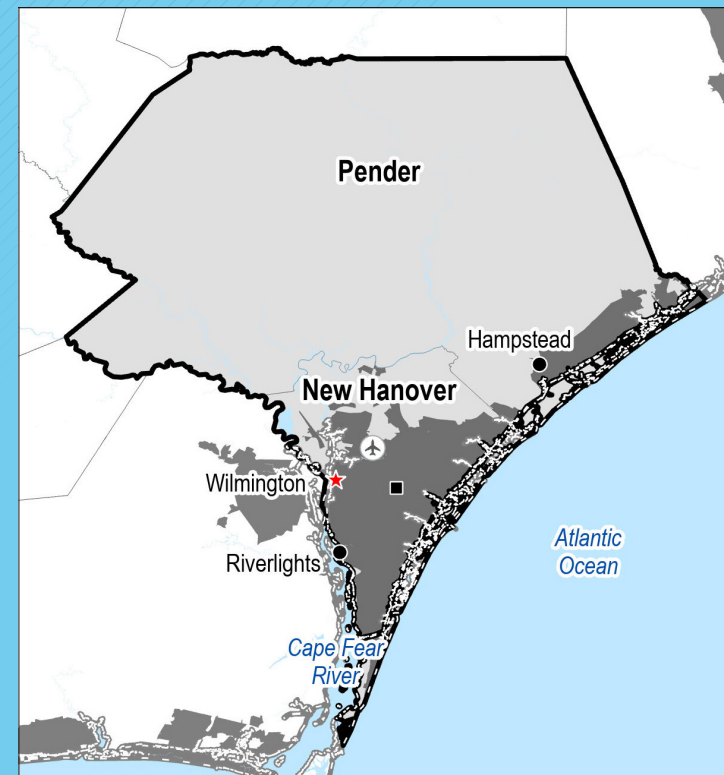 Pender
Hampstead
New Hanover
Wilmington
Riverlights
Atlantic
Ocean
Cape Fear
River